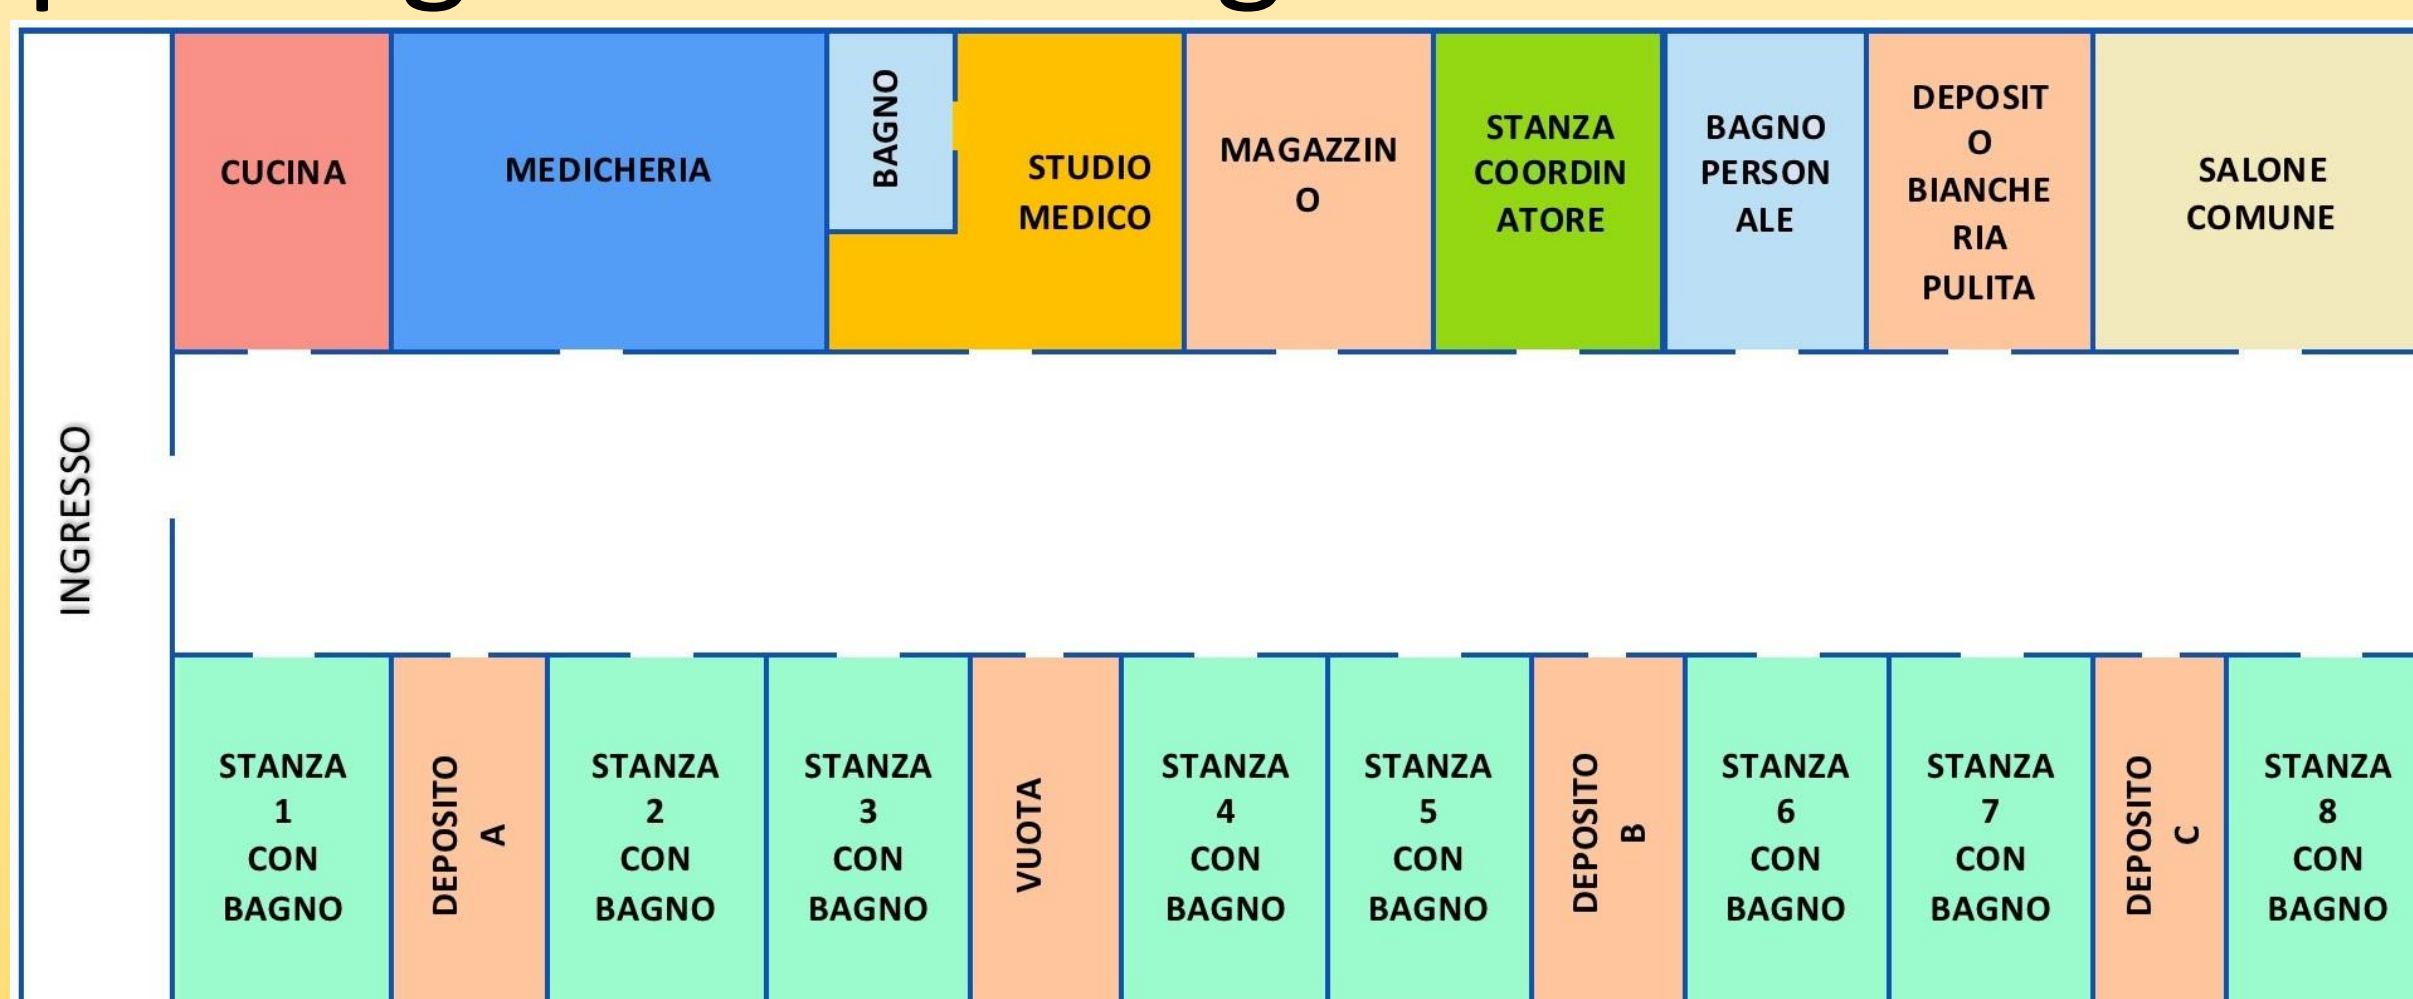 INGRESSO
CUCINA
MEDICHERIA
BAGNO
STUDIO
MEDICO
MAGAZZIN
O
STANZA
COORDIN
ATORE
BAGNO
PERSON
ALE
DEPOSIT
O
BIANCHE
RIA
PULITA
SALONE
COMUNE
STANZA
1
CON
BAGNO
DEPOSITO
A
STANZA
2
CON
BAGNO
STANZA
3
CON
BAGNO
VUOTA
STANZA
4
CON
BAGNO
STANZA
5
CON
BAGNO
DEPOSITO
B
STANZA
6
CON
BAGNO
STANZA
7
CON
BAGNO
DEPOSITO
C
STANZA
8
CON
BAGNO